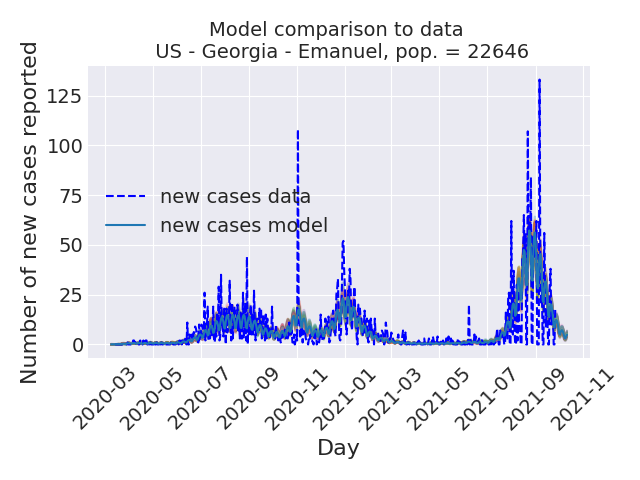 Model comparison to data
US - Georgia - Emanuel, pop. = 22646
Number of new cases reported
125
100
75
50
25
0
new cases data
new cases model
2020-03
2020-05
2020-07
2020-09
2020-11
2021-01
2021-03
2021-05
2021-07
2021-09
2021-11
Day